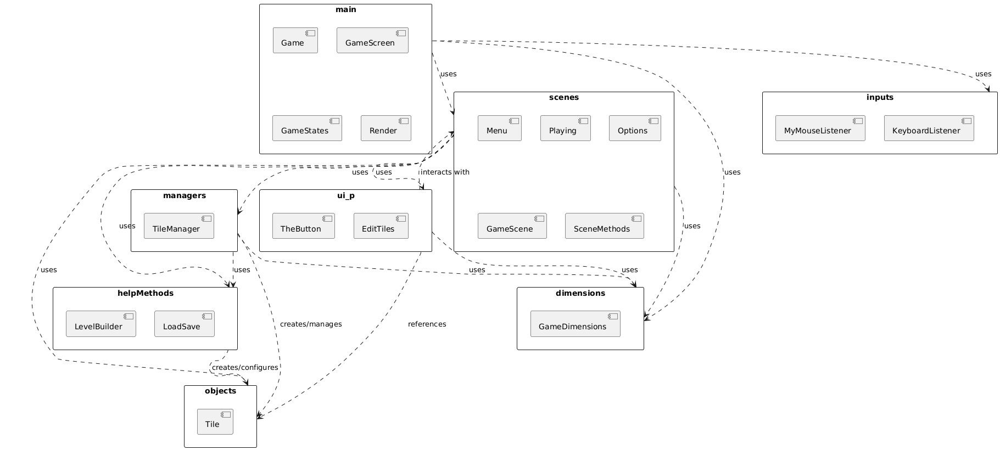 main
Game
GameScreen
uses
uses
scenes
inputs
GameStates
Render
Menu
Playing
Options
MyMouseListener
KeyboardListener
uses
uses
interacts with
uses
managers
ui_p
TileManager
TheButton
EditTiles
GameScene
SceneMethods
uses
uses
uses
uses
uses
uses
helpMethods
dimensions
LevelBuilder
LoadSave
creates/manages
references
GameDimensions
creates/configures
objects
Tile